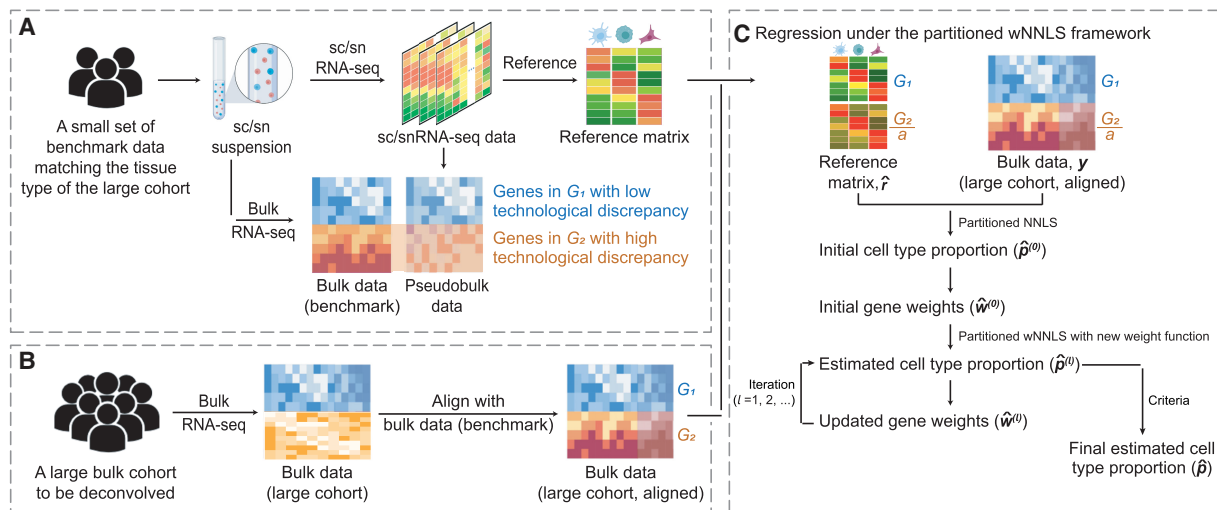 A
A small set of
benchmark data
matching the tissue
type of the large cohort
sc/sn
suspension
sc/sn
RNA-seq
sc/snRNA-seq data
Reference
Reference matrix
Bulk
RNA-seq
Bulk data
(benchmark)
Pseudobulk
data
Genes in G₁ with low
technological discrepancy
Genes in G₂ with high
technological discrepancy
B
A large bulk cohort
to be deconvolved
Bulk
RNA-seq
Bulk data
(large cohort)
Align with
bulk data (benchmark)
G₁
G₂
Bulk data
(large cohort, aligned)
C Regression under the partitioned wNNLS framework
G₁
G₂
a
Reference
matrix, r̂
G₁
G₂
a
Bulk data, y
(large cohort, aligned)
Partitioned NNLS
Initial cell type proportion (p̂⁽⁰⁾)
Initial gene weights (ŵ⁽⁰⁾)
Partitioned wNNLS with new weight function
Estimated cell type proportion (p̂⁽ˡ⁾)
Iteration
(l =1, 2, ...)
Updated gene weights (ŵ⁽ˡ⁾)
Criteria
Final estimated cell
type proportion (p̂)